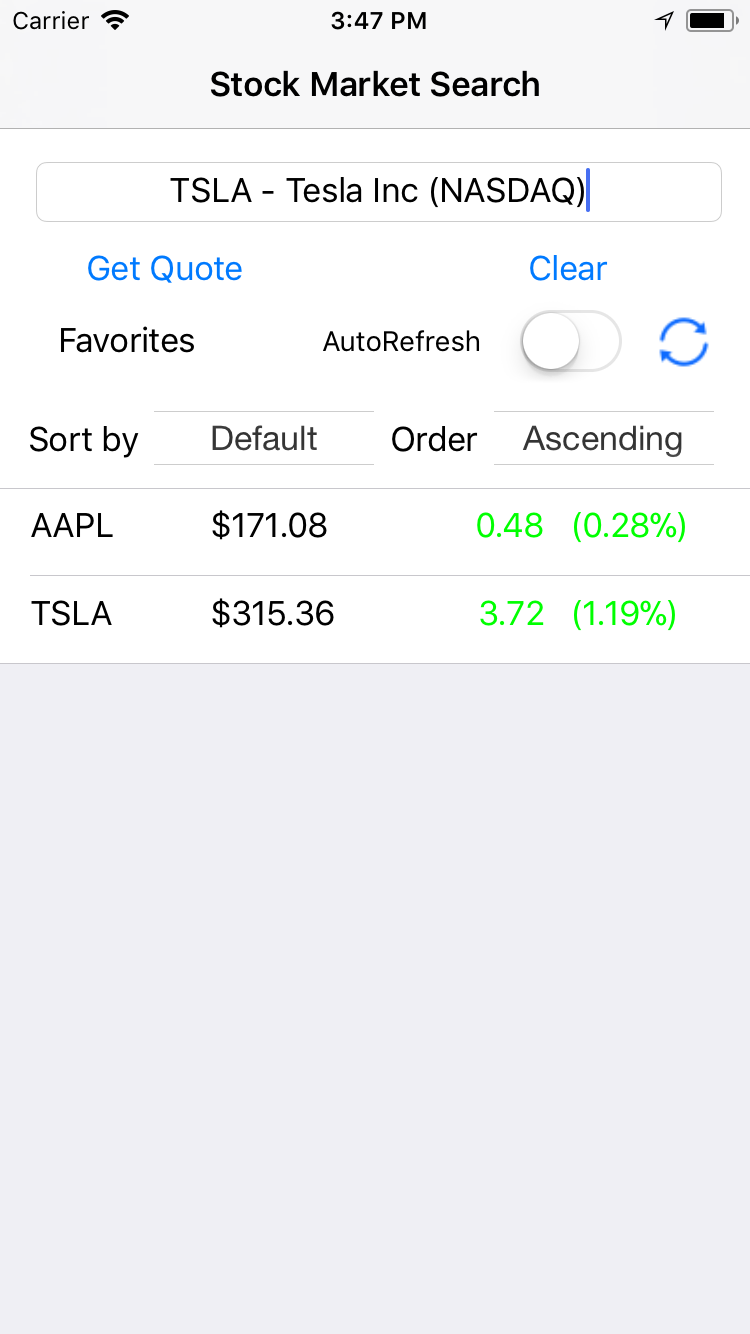 Carrier 3:47 PM
Stock Market Search
TSLA - Tesla Inc (NASDAQ)
Get Quote Clear
Favorites AutoRefresh
Sort by Default Order Ascending
AAPL $171.08 0.48 (0.28%)
TSLA $315.36 3.72 (1.19%)